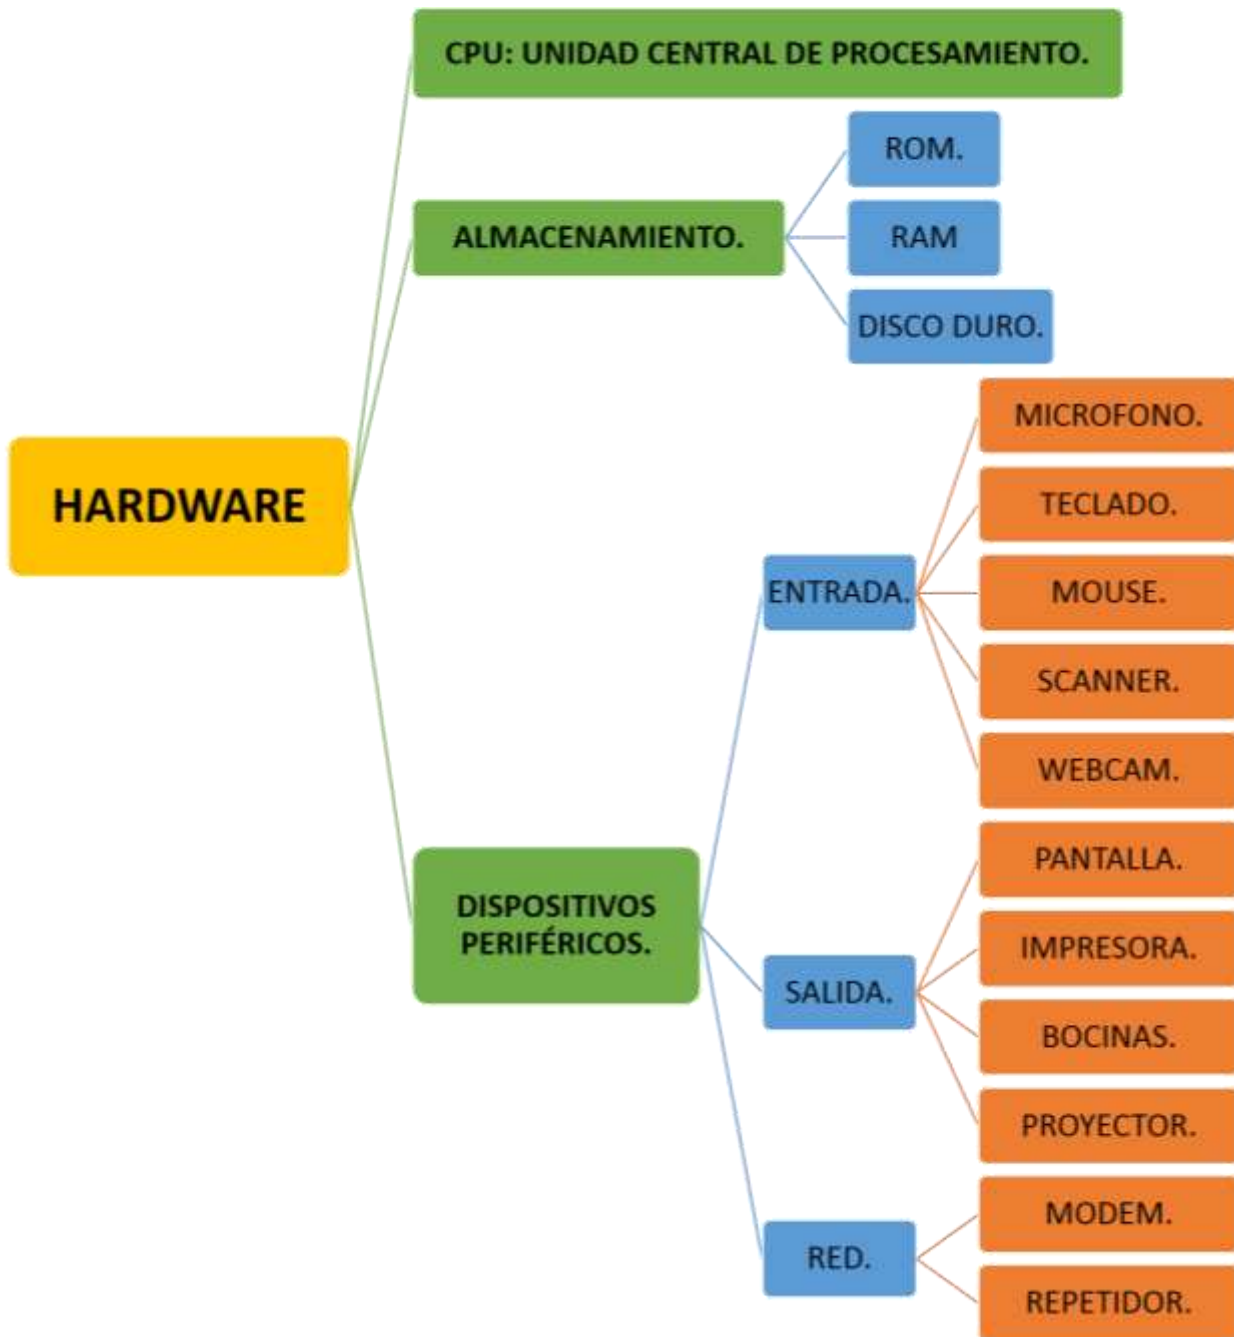 CPU: UNIDAD CENTRAL DE PROCESAMIENTO.
ROM.
ALMACENAMIENTO.
RAM
DISCO DURO.
HARDWARE
MICROFONO.
TECLADO.
ENTRADA.
MOUSE.
SCANNER.
WEBCAM.
DISPOSITIVOS
PERIFÉRICOS.
PANTALLA.
IMPRESORA.
SALIDA.
BOCINAS.
PROYECTOR.
RED.
MODEM.
REPETIDOR.